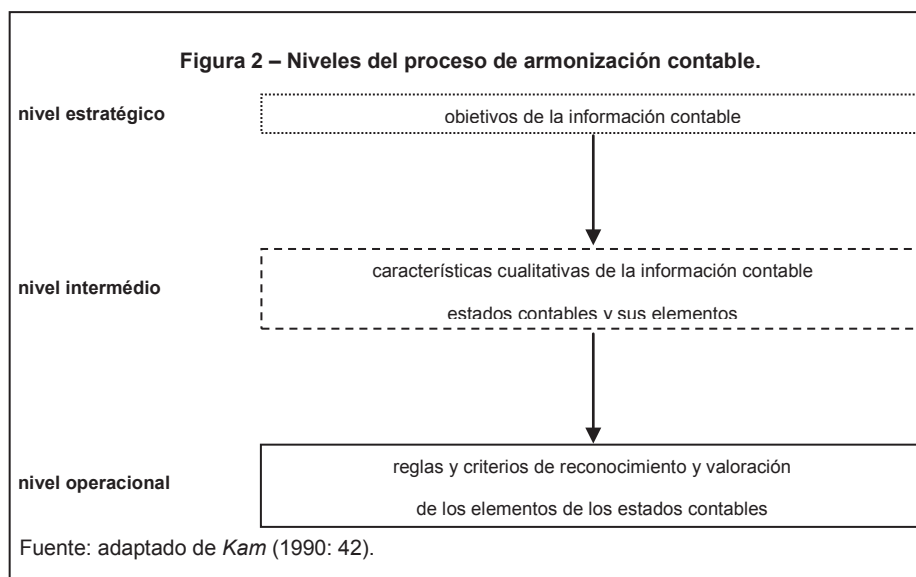 Figura 2 – Niveles del proceso de armonización contable.
nivel estratégico
objetivos de la información contable
nivel intermédio
características cualitativas de la información contable
estados contables y sus elementos
nivel operacional
reglas y criterios de reconocimiento y valoración
de los elementos de los estados contables
Fuente: adaptado de Kam (1990: 42).